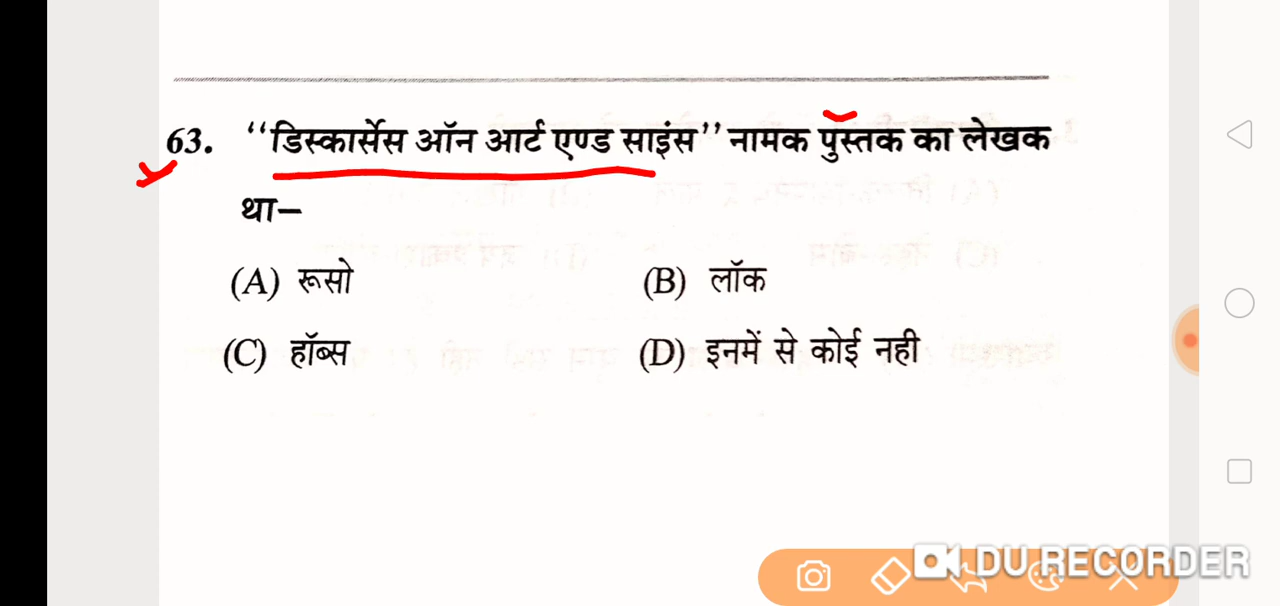 63. ‘‘डिस्कार्सेस ऑन आर्ट एण्ड साइंस’’ नामक पुस्तक का लेखक
था–
(A) रूसो (B) लॉक
(C) हॉब्स (D) इनमें से कोई नही
DU RECORDER